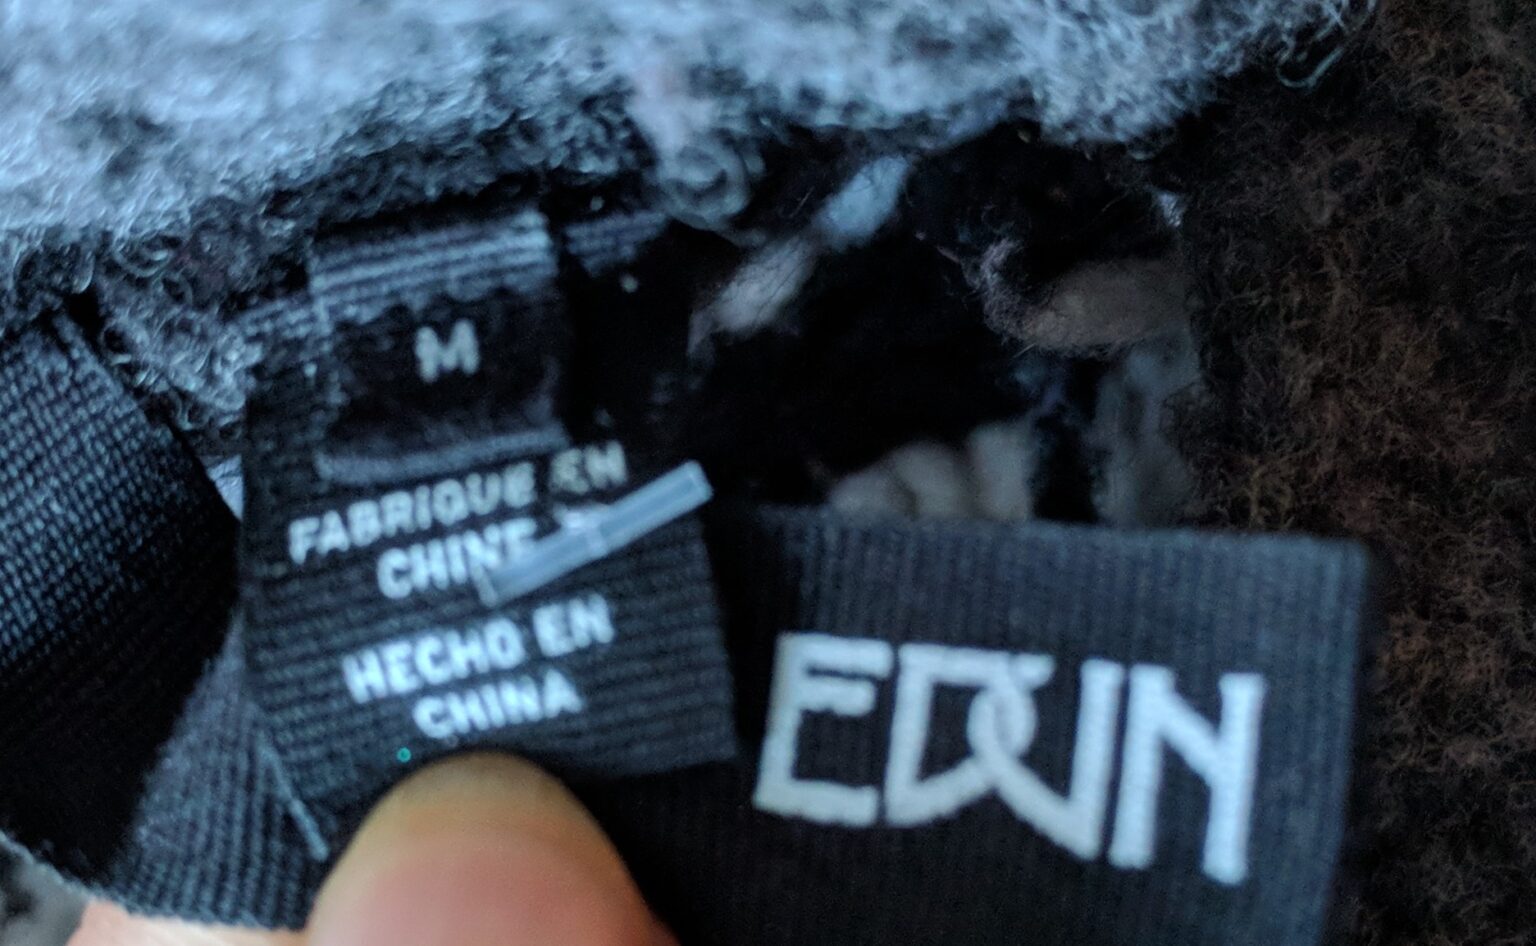 M
FABRIQUE EN
CHINE
HECHO EN
CHINA
EDUN